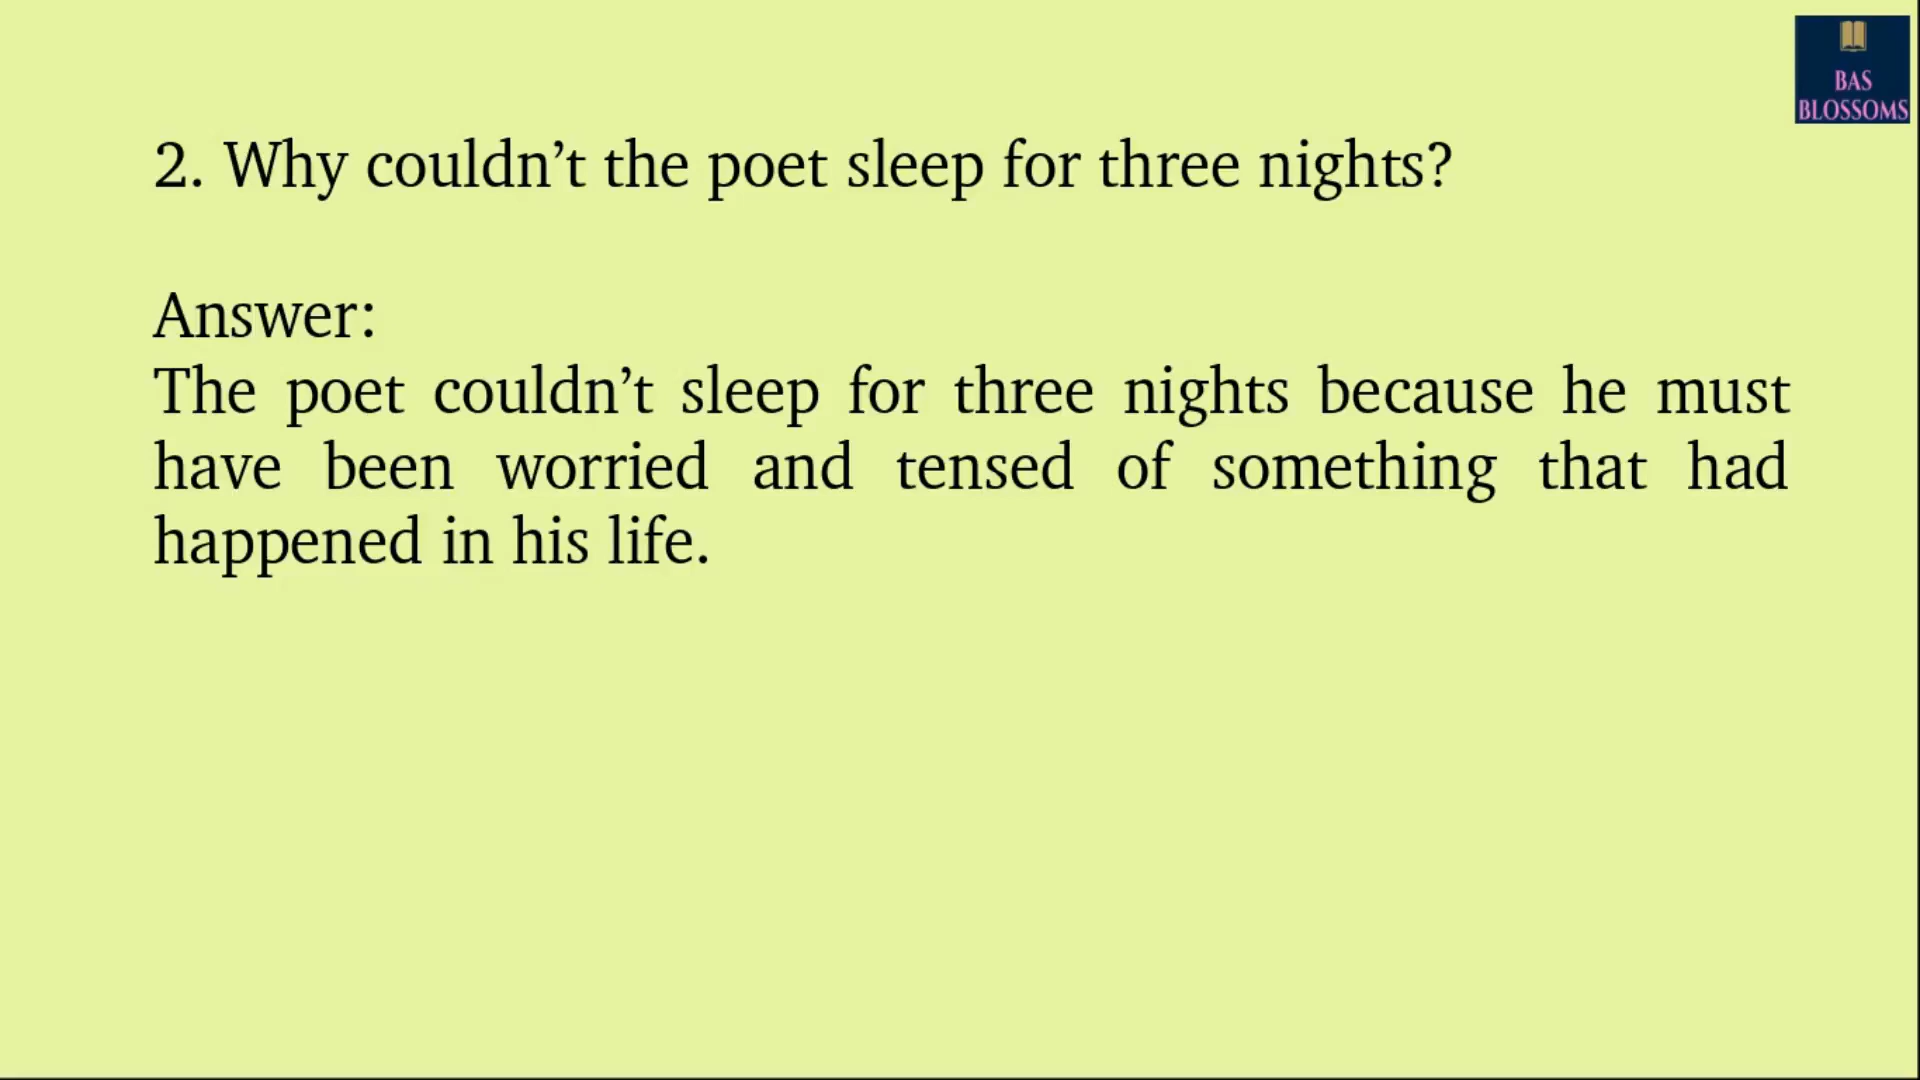 BAS
BLOSSOMS
2. Why couldn’t the poet sleep for three nights?
Answer:
The poet couldn’t sleep for three nights because he must
have been worried and tensed of something that had
happened in his life.